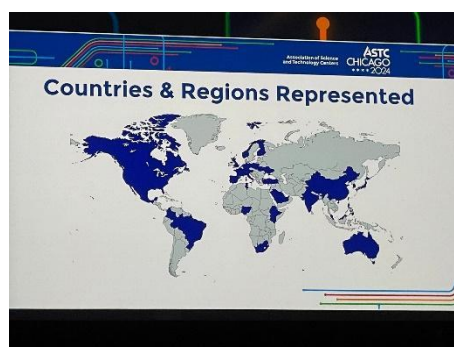 Association of Science
and Technology Centers
ASTC
CHICAGO
2024
Countries & Regions Represented